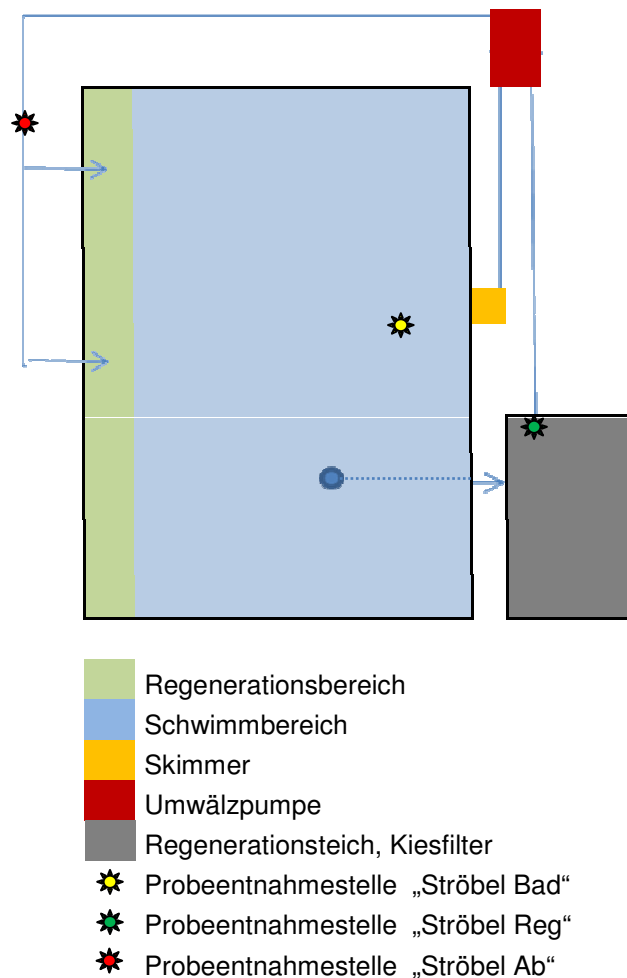 Regenerationsbereich
Schwimmbereich
Skimmer
Umwälzpumpe
Regenerationsteich, Kiesfilter
Probeentnahmestelle „Ströbel Bad“
Probeentnahmestelle „Ströbel Reg“
Probeentnahmestelle „Ströbel Ab“